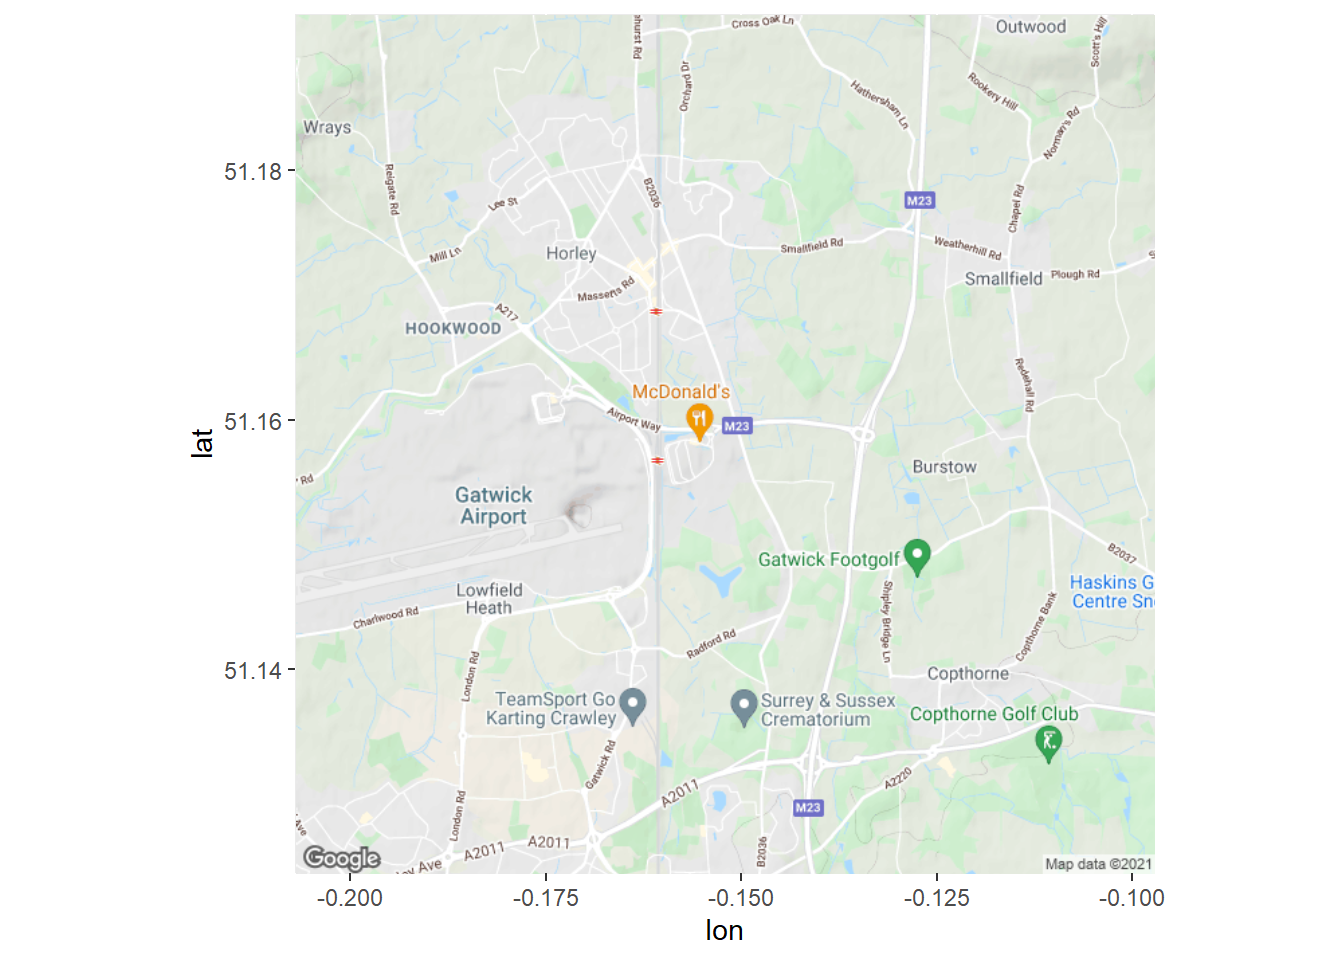 Cross Oak Ln
Outwood
hurst Rd
Scott's Hill
Orchard Dr
Rookery Hill
Hathersham Ln
Wrays
Norman's Rd
51.18
Reigate Rd
B2036
M23
Chapel Rd
Lee St
Mill Ln
Horley
Smallfield Rd
Weatherhill Rd
Smallfield
Plough Rd
Massetts Rd
A217
HOOKWOOD
Redehall Rd
McDonald's
51.16
Airport Way
M23
lat
Burstow
Rd
Gatwick
Airport
Gatwick Footgolf
B2037
Haskins G
Centre Sn
Lowfield
Heath
Charlwood Rd
Shipley Bridge Ln
Copthorne Bank
Radford Rd
51.14
London Rd
Copthorne
TeamSport Go
Karting Crawley
Surrey & Sussex
Crematorium
Copthorne Golf Club
Gatwick Rd
A2011
A2220
M23
London Rd
Ave
A2011
A2011
B2036
ey Ave
Google
Map data ©2021
-0.200
-0.175
-0.150
-0.125
-0.100
lon